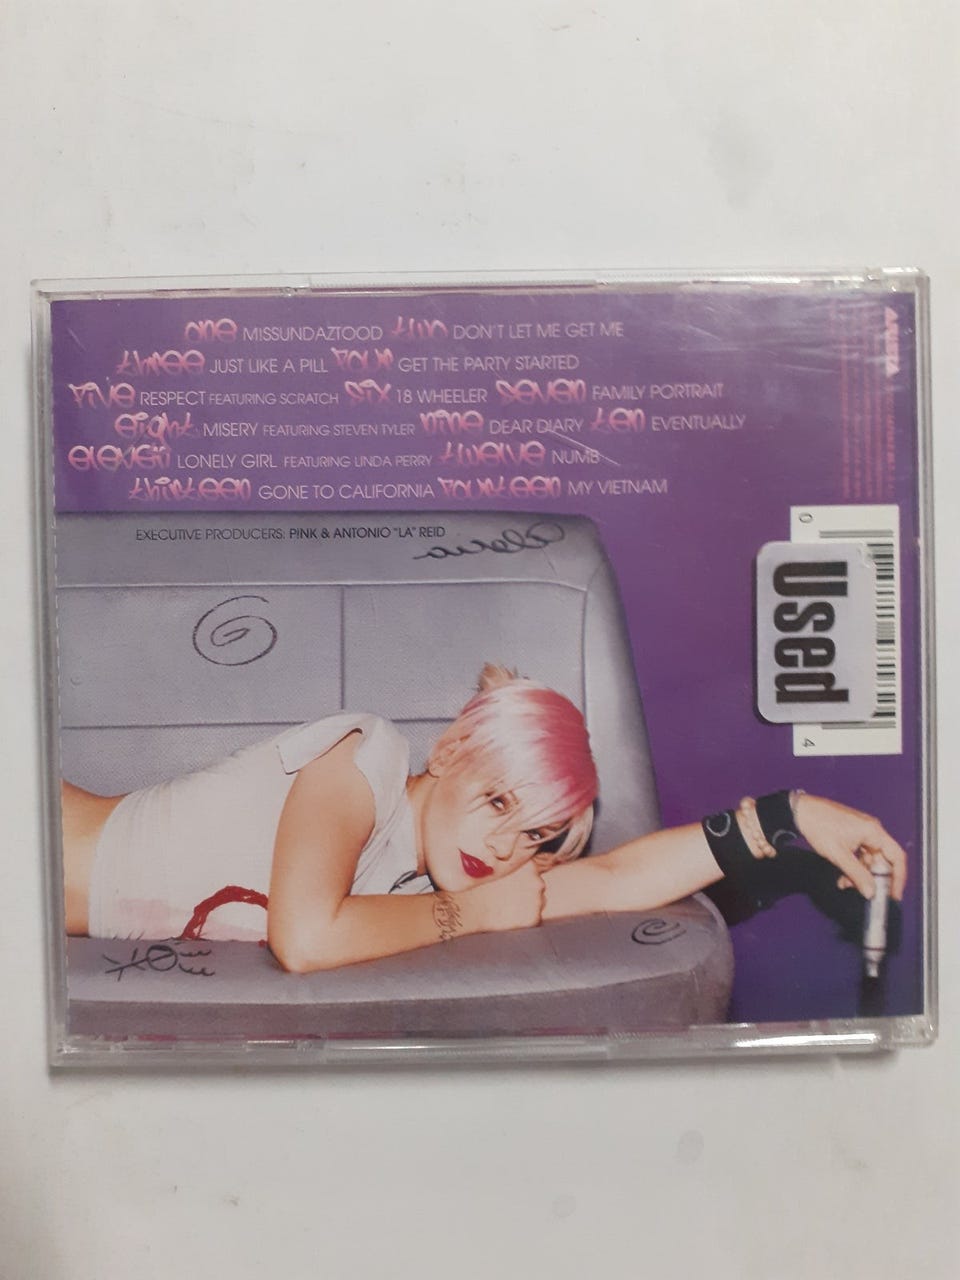 one MISSUNDAZTOOD two DON'T LET ME GET ME
three JUST LIKE A PILL four GET THE PARTY STARTED
five RESPECT FEATURING SCRATCH six 18 WHEELER seven FAMILY PORTRAIT
eight MISERY FEATURING STEVEN TYLER nine DEAR DIARY ten EVENTUALLY
eleven LONELY GIRL FEATURING LINDA PERRY twelve NUMB
thirteen GONE TO CALIFORNIA fourteen MY VIETNAM
EXECUTIVE PRODUCERS: PINK & ANTONIO "LA" REID
ARISTA
0
Used
4